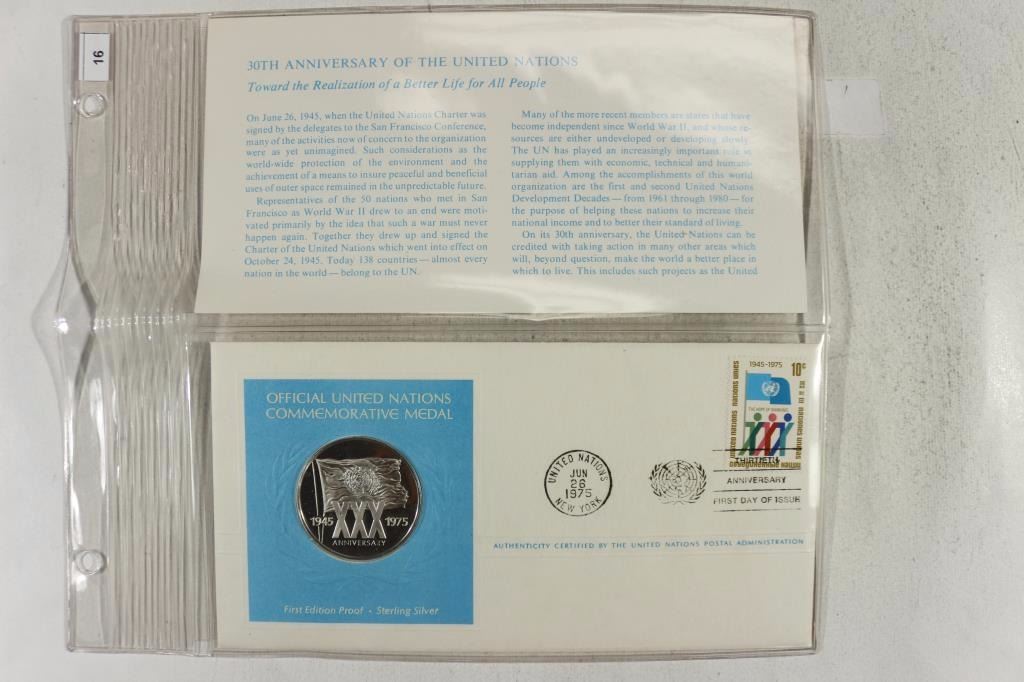 16
30TH ANNIVERSARY OF THE UNITED NATIONS
Toward the Realization of a Better Life for All People
On June 26, 1945, when the United Nations Charter was
signed by the delegates to the San Francisco Conference,
many of the activities now of concern to the organization
were as yet unimagined. Such considerations as the
world-wide protection of the environment and the
achievement of a means to insure peaceful and beneficial
uses of outer space remained in the unpredictable future.
Representatives of the 50 nations who met in San
Francisco as World War II drew to an end were moti-
vated primarily by the idea that such a war must never
happen again. Together they drew up and signed the
Charter of the United Nations which went into effect on
October 24, 1945. Today 138 countries — almost every
nation in the world — belong to the UN.
Many of the more recent members are states that have
become independent since World War II, and whose re-
sources are either undeveloped or developing slowly.
The UN has played an increasingly important role in
supplying them with economic, technical and humani-
tarian aid. Among the accomplishments of this world
organization are the first and second United Nations
Development Decades — from 1961 through 1980 — for
the purpose of helping these nations to increase their
national income and to better their standard of living.
On its 30th anniversary, the United Nations can be
credited with taking action in many other areas which
will, beyond question, make the world a better place in
which to live. This includes such projects as the United
OFFICIAL UNITED NATIONS
COMMEMORATIVE MEDAL
1945 XXX 1975
ANNIVERSARY
First Edition Proof • Sterling Silver
UNITED NATIONS
JUN
26
1975
NEW YORK
1945-1975 10c
nations unies
united nations
THE HOPE OF MANKIND
naciones unidas
THIRTIETH
ANNIVERSARY
FIRST DAY OF ISSUE
AUTHENTICITY CERTIFIED BY THE UNITED NATIONS POSTAL ADMINISTRATION